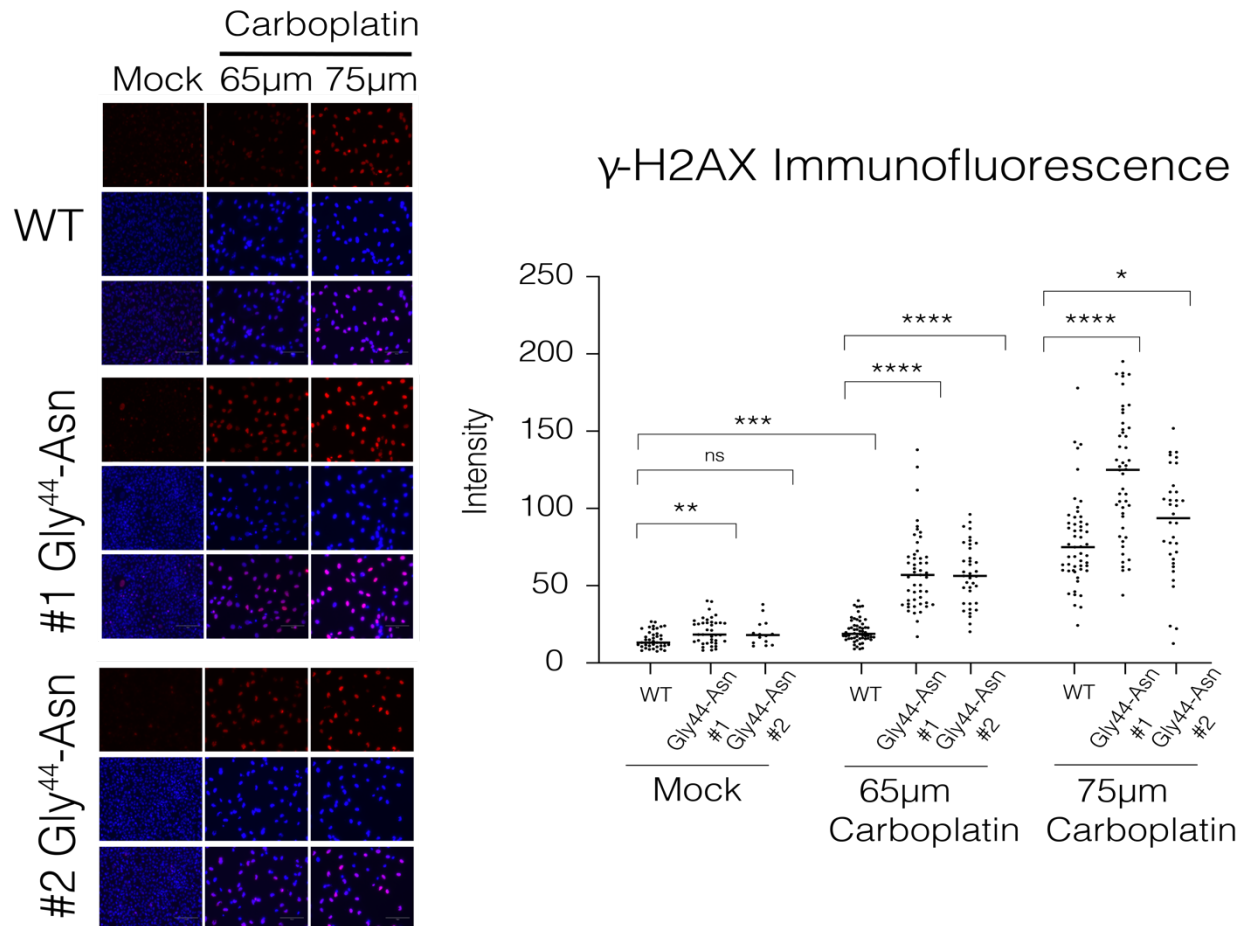 Carboplatin
Mock 65µm 75µm
WT
#1 Gly44-Asn
#2 Gly44-Asn
γ-H2AX Immunofluorescence
Intensity
250
200
150
100
50
0
**
ns
***
****
****
****
*
WT
Gly44-Asn
#1
Gly44-Asn
#2
WT
Gly44-Asn
#1
Gly44-Asn
#2
WT
Gly44-Asn
#1
Gly44-Asn
#2
Mock
65µm
Carboplatin
75µm
Carboplatin